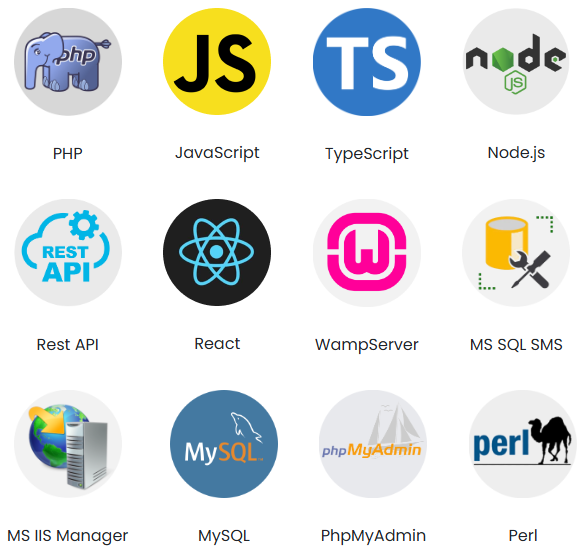 php
JS
TS
node
JS
PHP
JavaScript
TypeScript
Node.js
REST
API
W
Rest API
React
WampServer
MS SQL SMS
MySQL
phpMyAdmin
perl
MS IIS Manager
MySQL
PhpMyAdmin
Perl